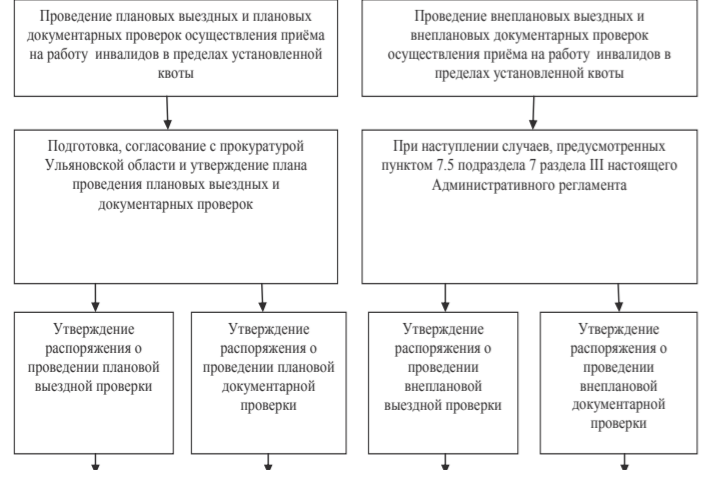 Проведение плановых выездных и плановых
документарных проверок осуществления приёма
на работу инвалидов в пределах установленной
квоты
Проведение внеплановых выездных и
внеплановых документарных проверок
осуществления приёма на работу инвалидов в
пределах установленной квоты
Подготовка, согласование с прокуратурой
Ульяновской области и утверждение плана
проведения плановых выездных и
документарных проверок
При наступлении случаев, предусмотренных
пунктом 7.5 подраздела 7 раздела III настоящего
Административного регламента
Утверждение
распоряжения о
проведении плановой
выездной проверки
Утверждение
распоряжения о
проведении плановой
документарной
проверки
Утверждение
распоряжения о
проведении
внеплановой
выездной проверки
Утверждение
распоряжения о
проведении
внеплановой
документарной
проверки